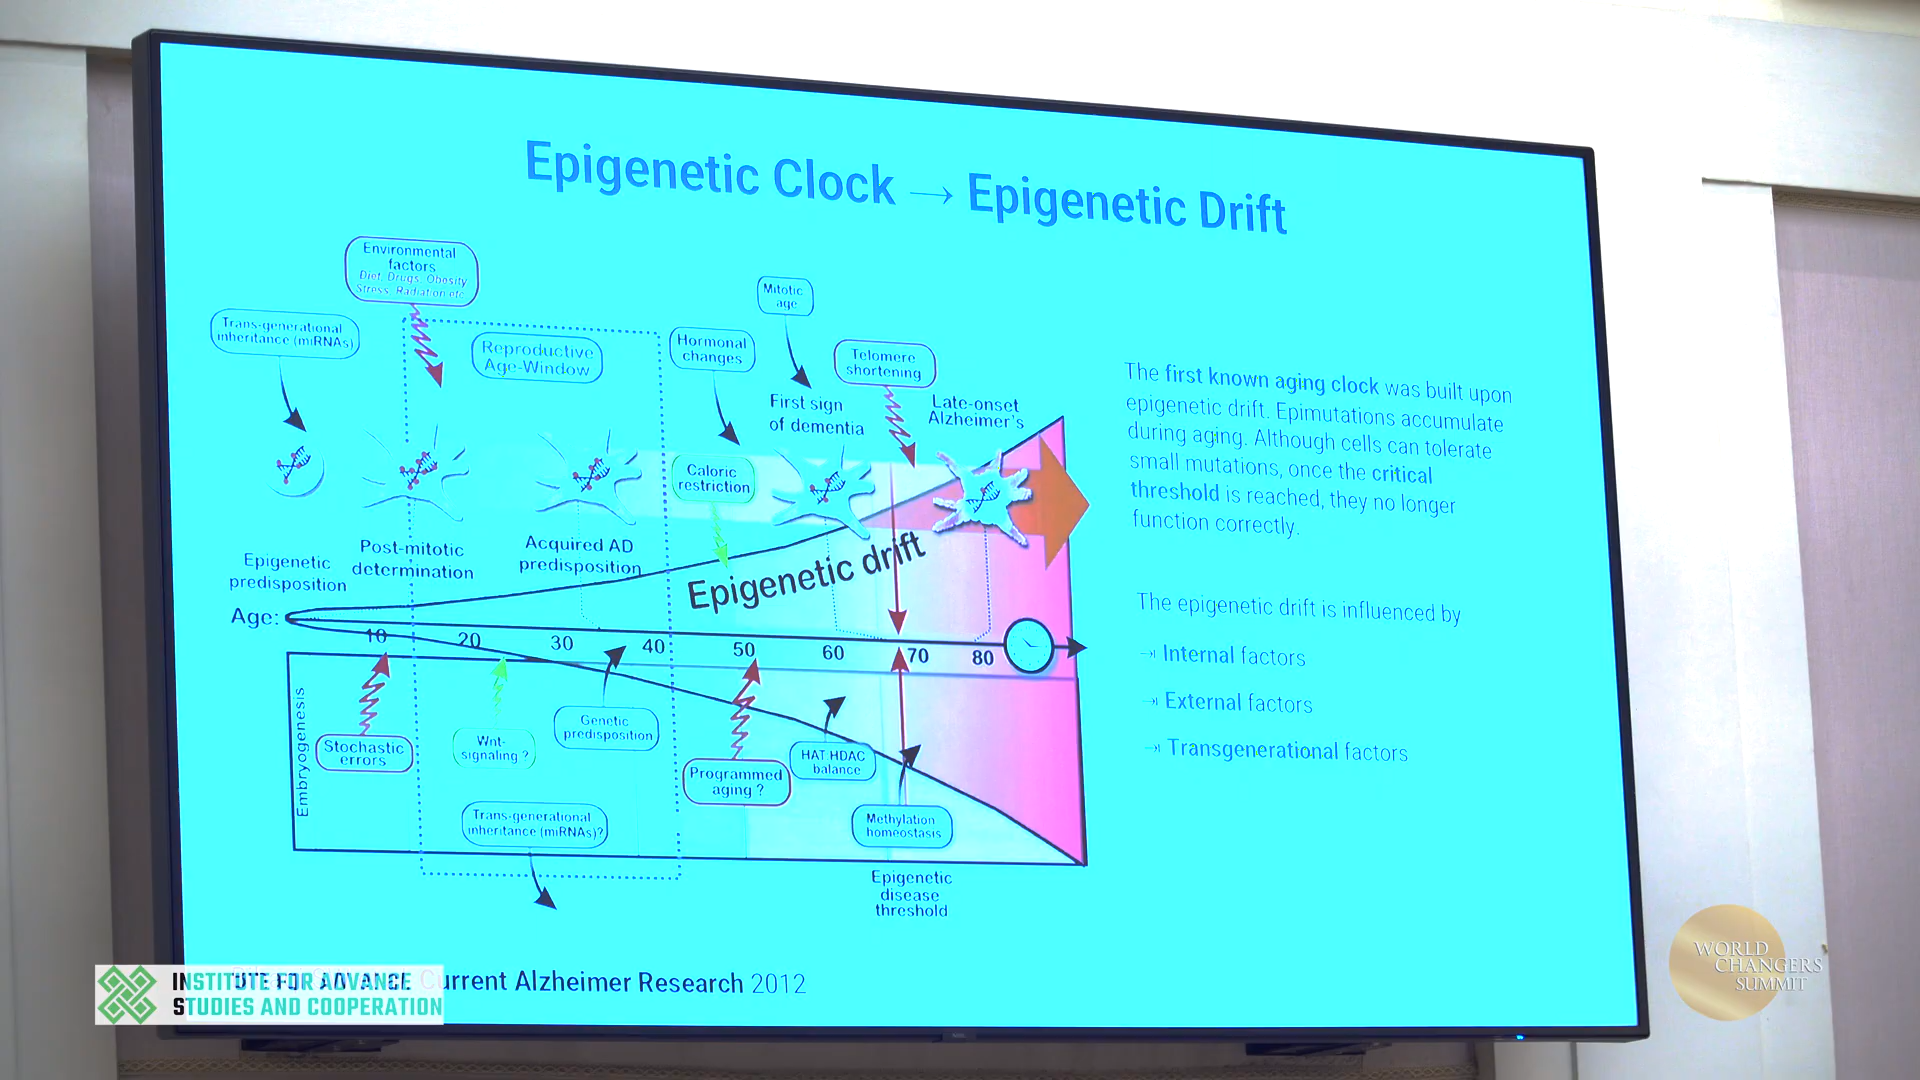 Epigenetic Clock → Epigenetic Drift
Environmental
factors
Diet, Drugs, Obesity
Stress, Radiation etc.
Trans-generational
inheritance (miRNAs)
Reproductive
Age-Window
Hormonal
changes
Mitotic
age
Telomere
shortening
First sign
of dementia
Late-onset
Alzheimer's
Caloric
restriction
Epigenetic
predisposition
Post-mitotic
determination
Acquired AD
predisposition
Epigenetic drift
Age:
10 20 30 40 50 60 70 80
Embryogenesis
Stochastic
errors
Wnt-
signaling ?
Genetic
predisposition
Programmed
aging ?
HAT HDAC
balance
Trans-generational
inheritance (miRNAs)?
Methylation
homeostasis
Epigenetic
disease
threshold
The first known aging clock was built upon
epigenetic drift. Epimutations accumulate
during aging. Although cells can tolerate
small mutations, once the critical
threshold is reached, they no longer
function correctly.
The epigenetic drift is influenced by
→ Internal factors
→ External factors
→ Transgenerational factors
Current Alzheimer Research 2012
INSTITUTE FOR ADVANCE
STUDIES AND COOPERATION
WORLD
CHANGERS
SUMMIT